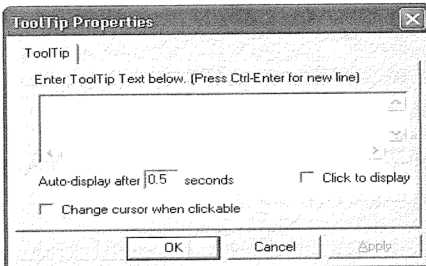 ToolTip Properties
ToolTip
Enter ToolTip Text below. (Press Ctrl-Enter for new line)
Auto-display after 0.5 seconds
Click to display
Change cursor when clickable
OK Cancel Apply